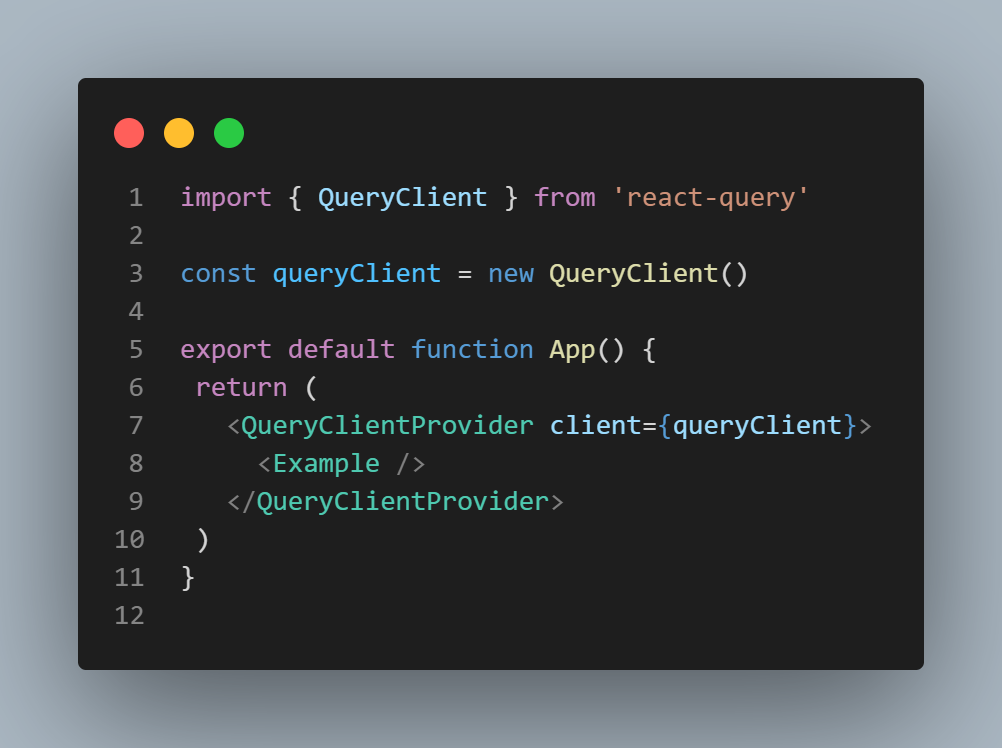 1 import { QueryClient } from 'react-query'
2
3 const queryClient = new QueryClient()
4
5 export default function App() {
6  return (
7    <QueryClientProvider client={queryClient}>
8      <Example />
9    </QueryClientProvider>
10  )
11 }
12